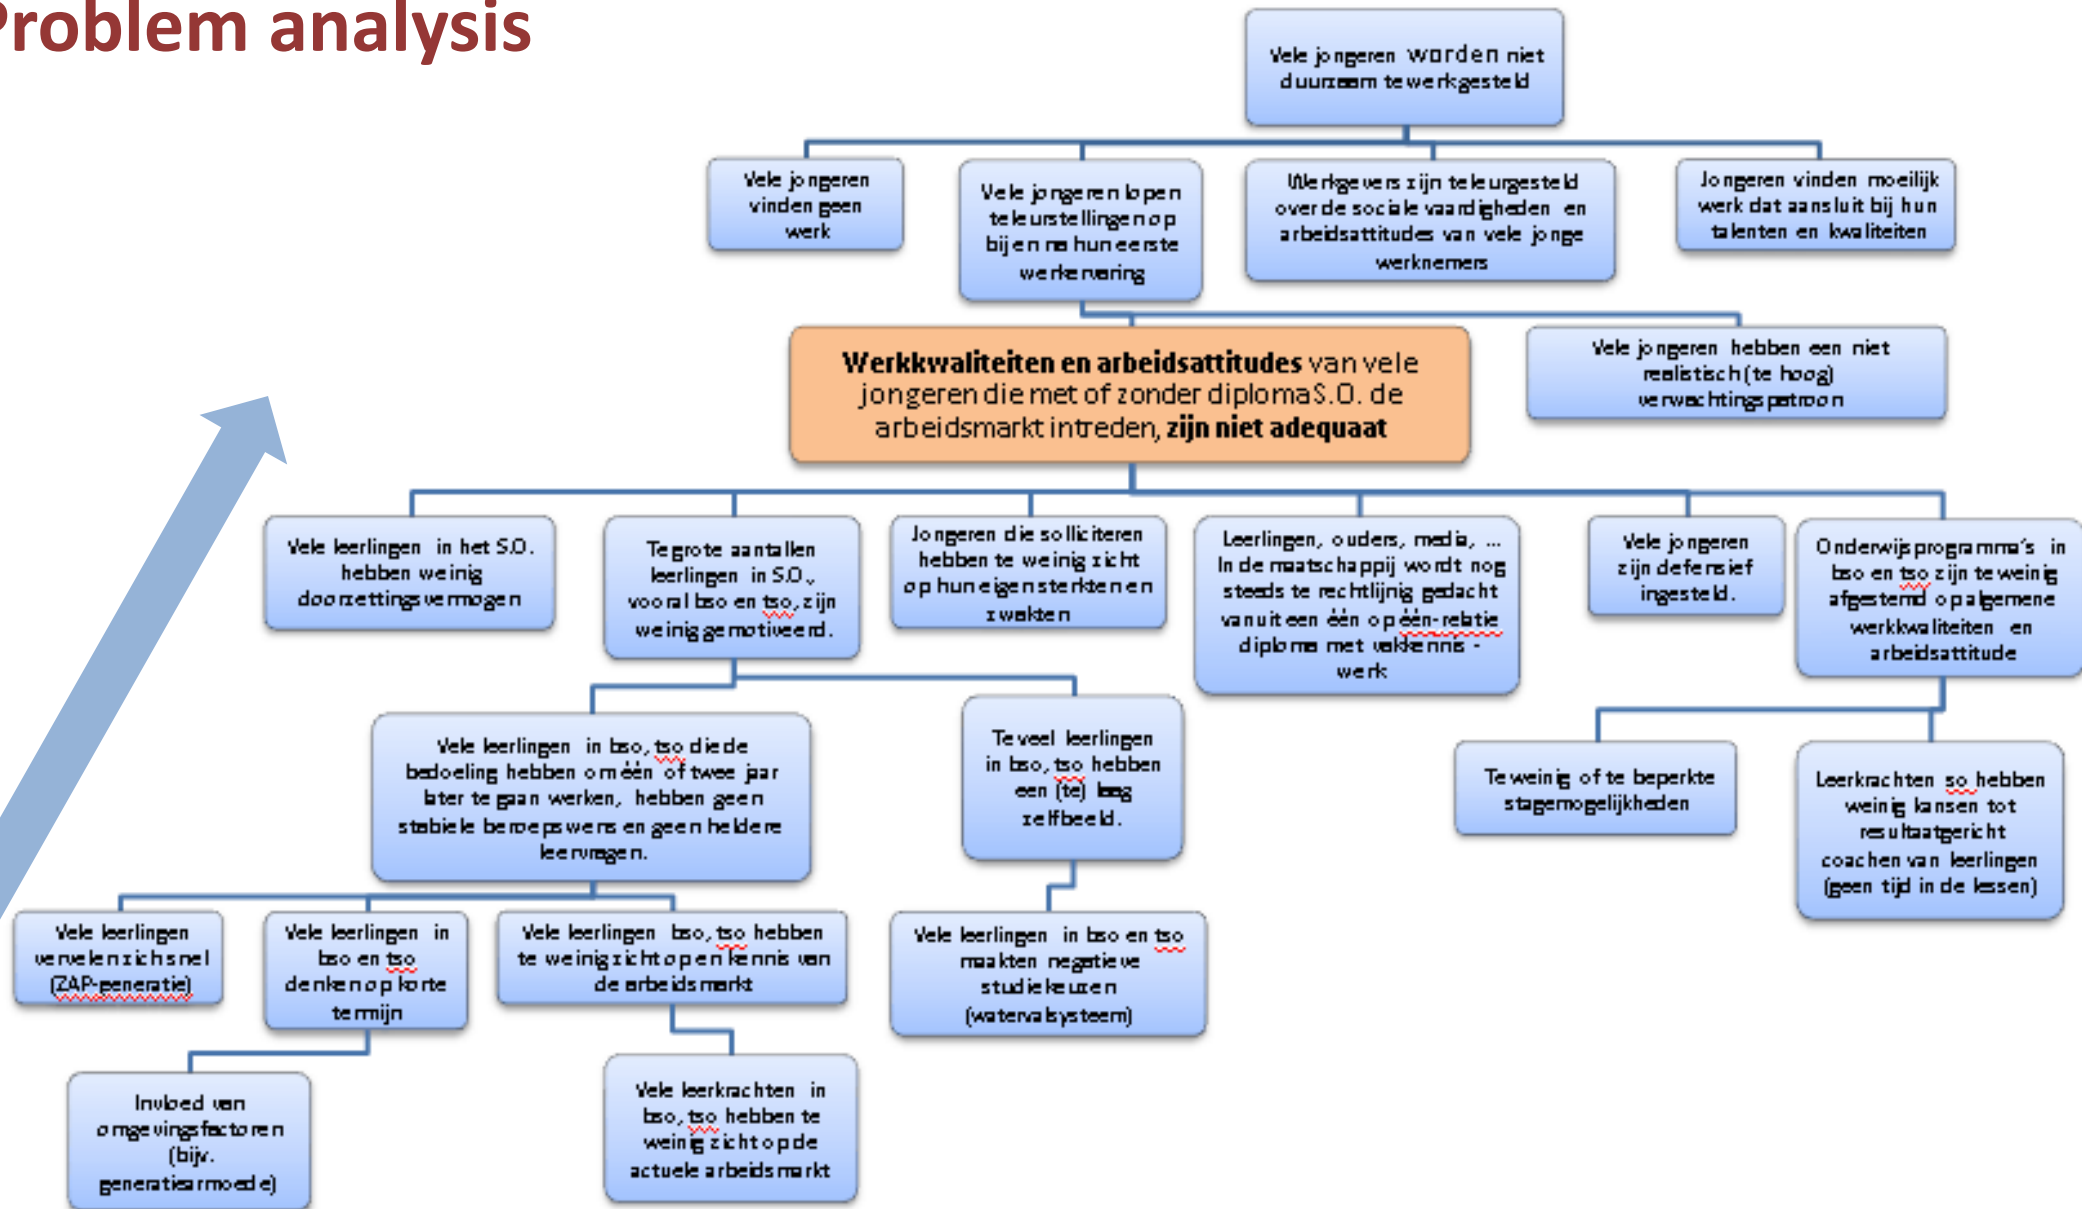 Problem analysis
Vele jongeren worden niet
duurzaam tewerkgesteld
Vele jongeren
vinden geen
werk
Vele jongeren lopen
teleurstellingen op
bij en na hun eerste
werkervaring
Werkgevers zijn teleurgesteld
over de sociale vaardigheden en
arbeidsattitudes van vele jonge
werknemers
Jongeren vinden moeilijk
werk dat aansluit bij hun
talenten en kwaliteiten
Werkkwaliteiten en arbeidsattitudes van vele
jongeren die met of zonder diploma S.O. de
arbeidsmarkt intreden, zijn niet adequaat
Vele jongeren hebben een niet
realistisch (te hoog)
verwachtingspatroon
Vele leerlingen in het S.O.
hebben weinig
doorzettingsvermogen
Te grote aantallen
leerlingen in S.O.,
vooral bso en tso, zijn
weinig gemotiveerd.
Jongeren die solliciteren
hebben te weinig zicht
op hun eigen sterkten en
zwakten
Leerlingen, ouders, media, ...
In de maatschappij wordt nog
steeds te rechtlijnig gedacht
vanuit een één op één-relatie
diploma met vakkennis -
werk
Vele jongeren
zijn defensief
ingesteld.
Onderwijsprogramma's in
bso en tso zijn te weinig
afgestemd op algemene
werkkwaliteiten en
arbeidsattitude
Vele leerlingen in bso, tso die de
bedoeling hebben om één of twee jaar
later te gaan werken, hebben geen
stabiele beroepswens en geen heldere
leervragen.
Te veel leerlingen
in bso, tso hebben
een (te) laag
zelfbeeld.
Te weinig of te beperkte
stagemogelijkheden
Leerkrachten so hebben
weinig kansen tot
resultaatgericht
coachen van leerlingen
(geen tijd in de lessen)
Vele leerlingen
vervelen zich snel
(ZAP-generatie)
Vele leerlingen in
bso en tso
denken op korte
termijn
Vele leerlingen bso, tso hebben
te weinig zicht op en kennis van
de arbeidsmarkt
Vele leerlingen in bso en tso
maakten negatieve
studiekeuzen
(watervalsysteem)
Invloed van
omgevingsfactoren
(bijv.
generatiearmoede)
Vele leerkrachten in
bso, tso hebben te
weinig zicht op de
actuele arbeidsmarkt